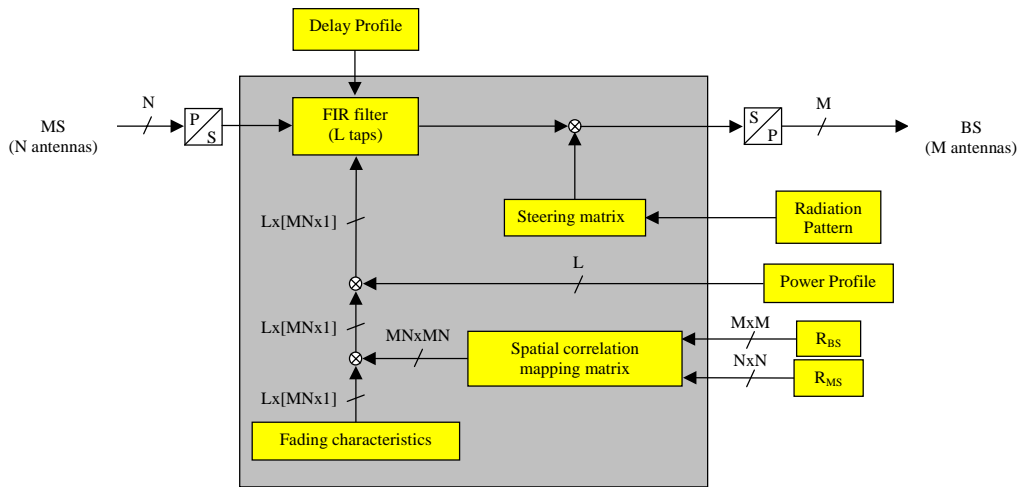 Delay Profile
N
P
S
MS
(N antennas)
FIR filter
(L taps)
S
P
M
BS
(M antennas)
Lx[MNx1]
Steering matrix
Radiation
Pattern
L
Power Profile
Lx[MNx1]
MNxMN
Spatial correlation
mapping matrix
MxM
R_BS
NxN
R_MS
Lx[MNx1]
Fading characteristics